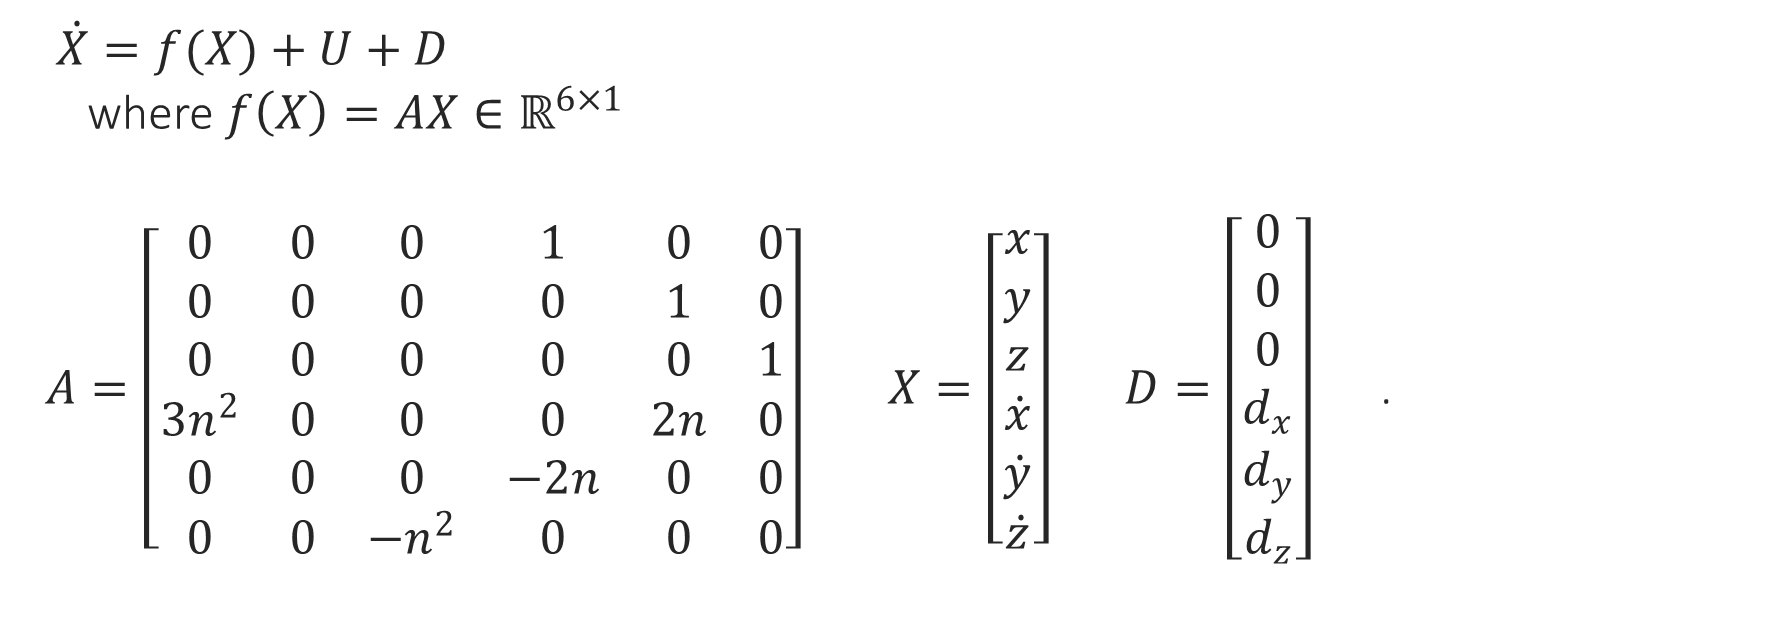 Ẋ = f(X) + U + D
where f(X) = AX ∈ ℝ^{6×1}
A = [0 0 0 1 0 0; 0 0 0 0 1 0; 0 0 0 0 0 1; 3n² 0 0 0 2n 0; 0 0 0 −2n 0 0; 0 0 −n² 0 0 0] X = [x; y; z; ẋ; ẏ; ż] D = [0; 0; 0; d_x; d_y; d_z] .